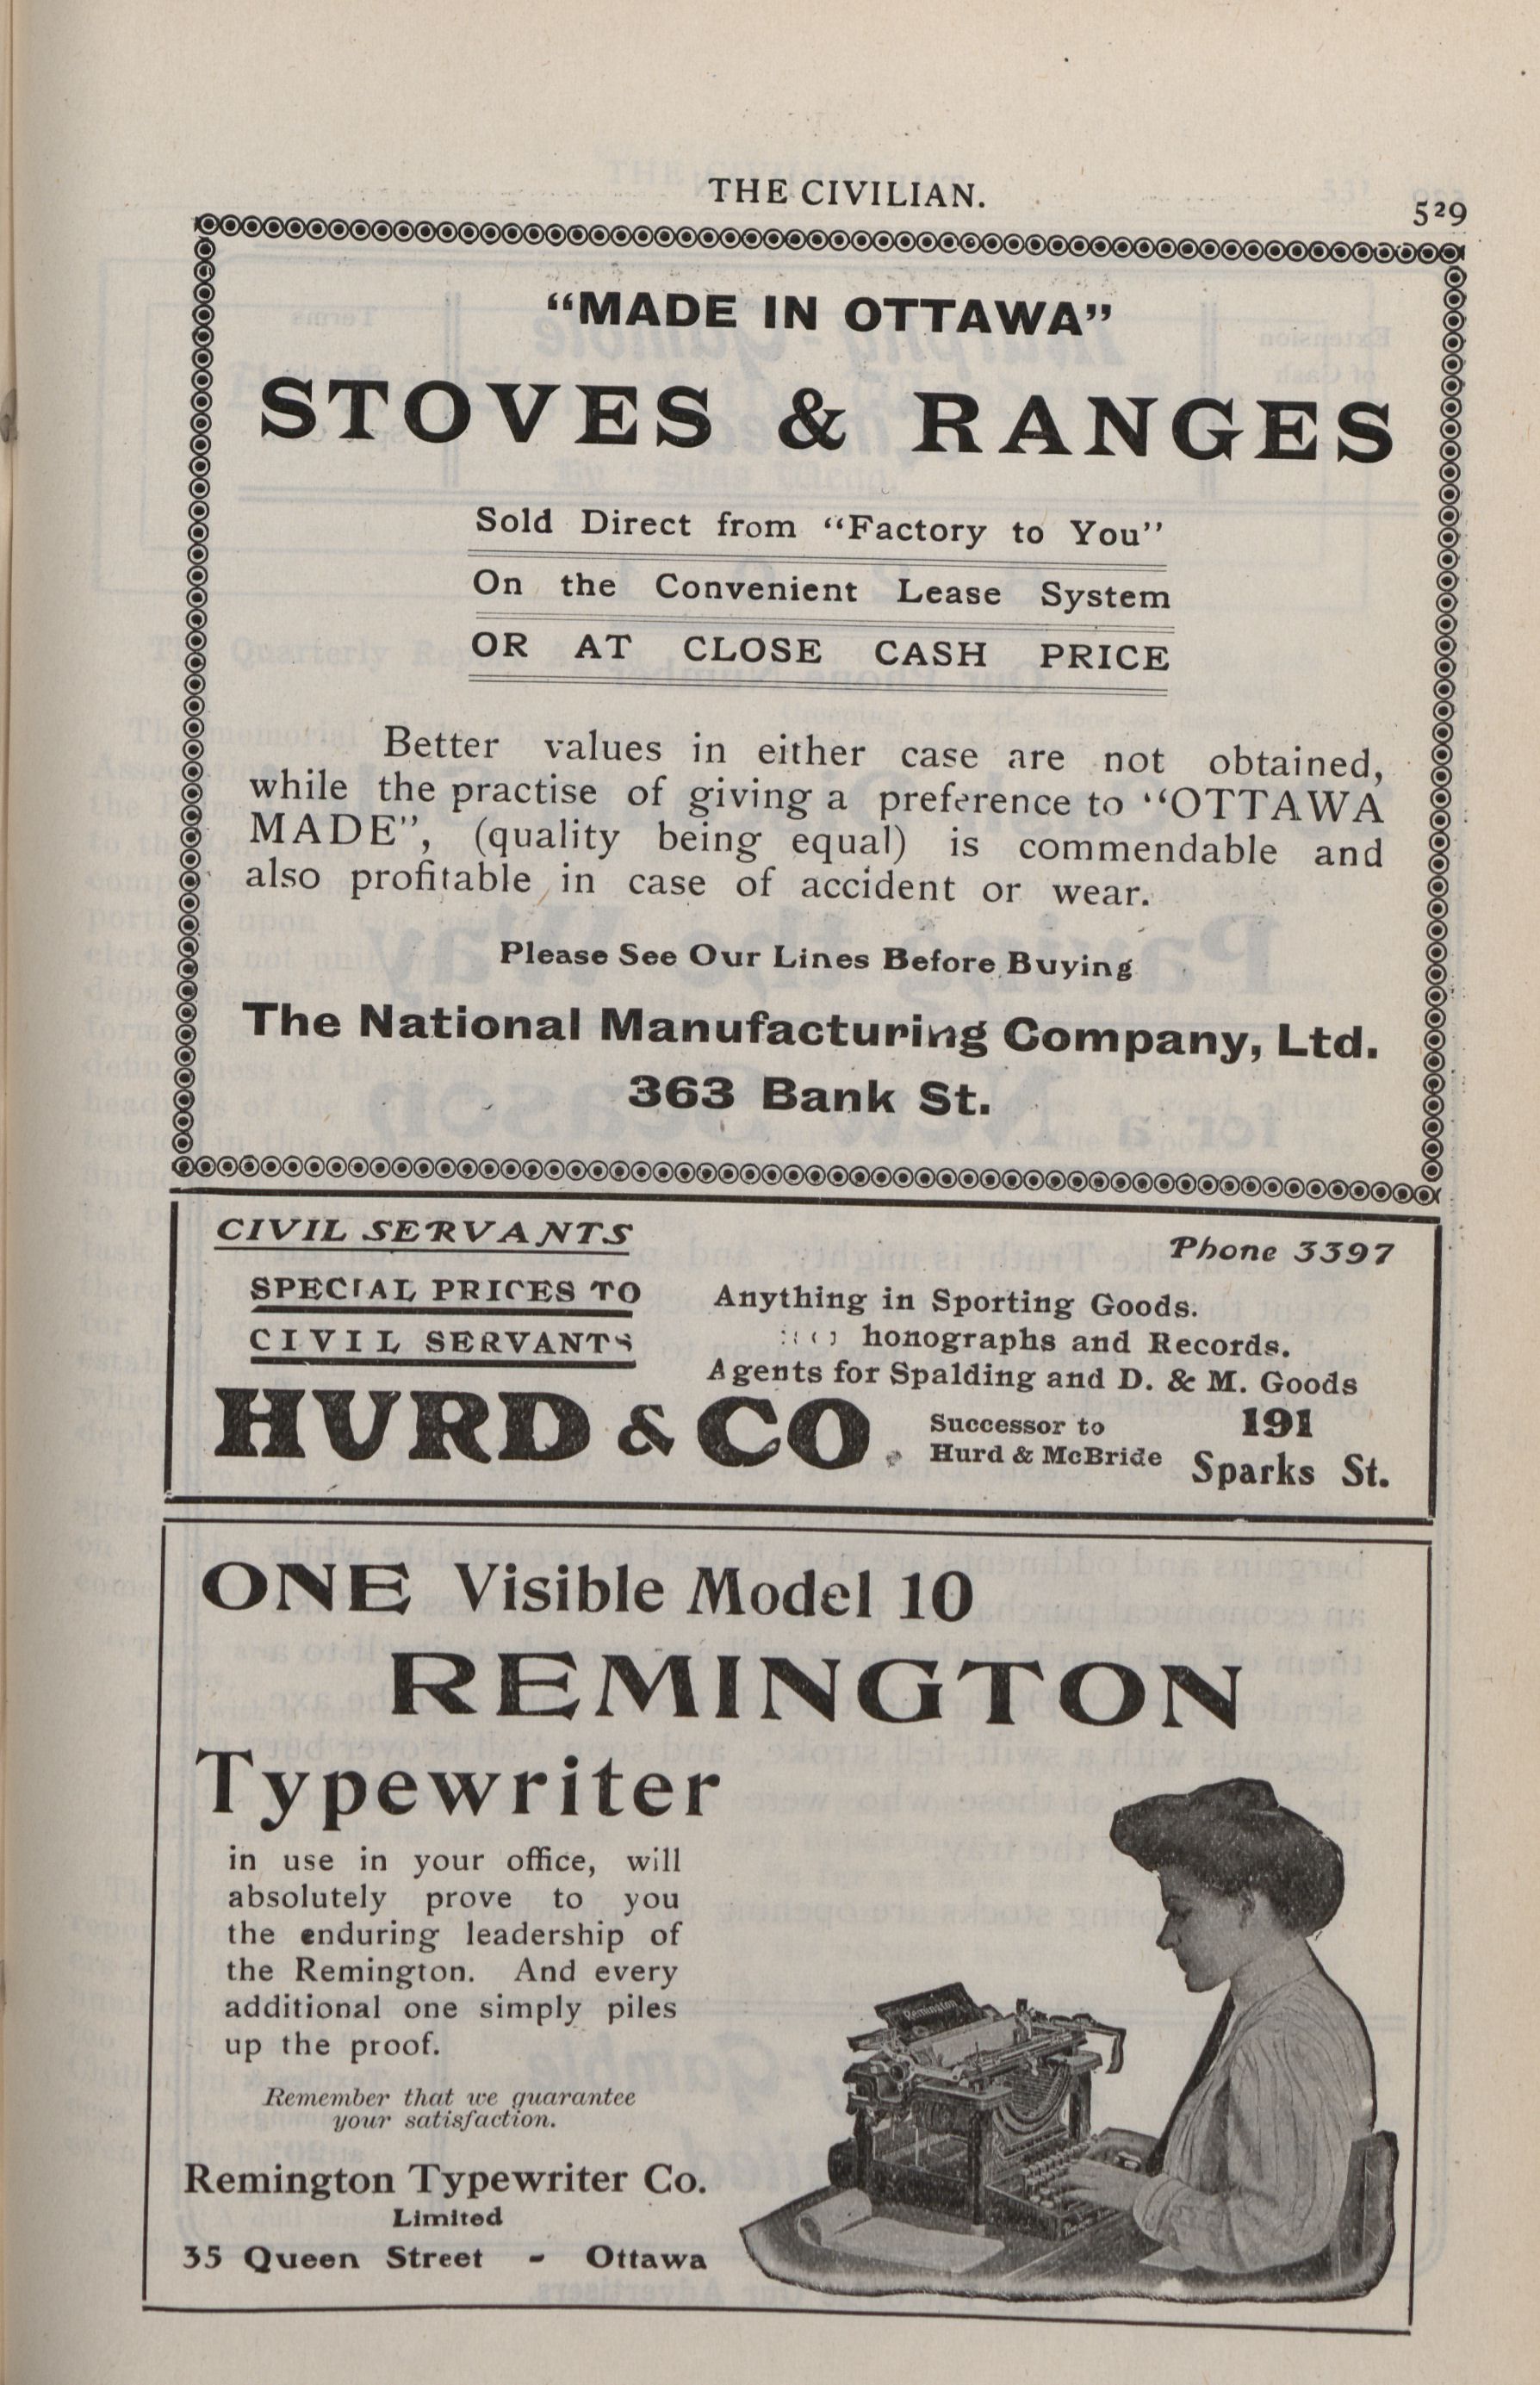 THE CIVILIAN.
529
"MADE IN OTTAWA"
STOVES & RANGES
Sold Direct from "Factory to You"
On the Convenient Lease System
OR AT CLOSE CASH PRICE
Better values in either case are not obtained,
while the practise of giving a preference to "OTTAWA
MADE", (quality being equal) is commendable and
also profitable in case of accident or wear.
Please See Our Lines Before Buying
The National Manufacturing Company, Ltd.
363 Bank St.
CIVIL SERVANTS
SPECIAL PRICES TO
CIVIL SERVANTS
Phone 3397
Anything in Sporting Goods.
honographs and Records.
Agents for Spalding and D. & M. Goods
HURD & CO.
Successor to
Hurd & McBride
191
Sparks St.
ONE Visible Model 10
REMINGTON
Typewriter
in use in your office, will
absolutely prove to you
the enduring leadership of
the Remington. And every
additional one simply piles
up the proof.
Remember that we guarantee
your satisfaction.
Remington Typewriter Co.
Limited
35 Queen Street - Ottawa
Remington